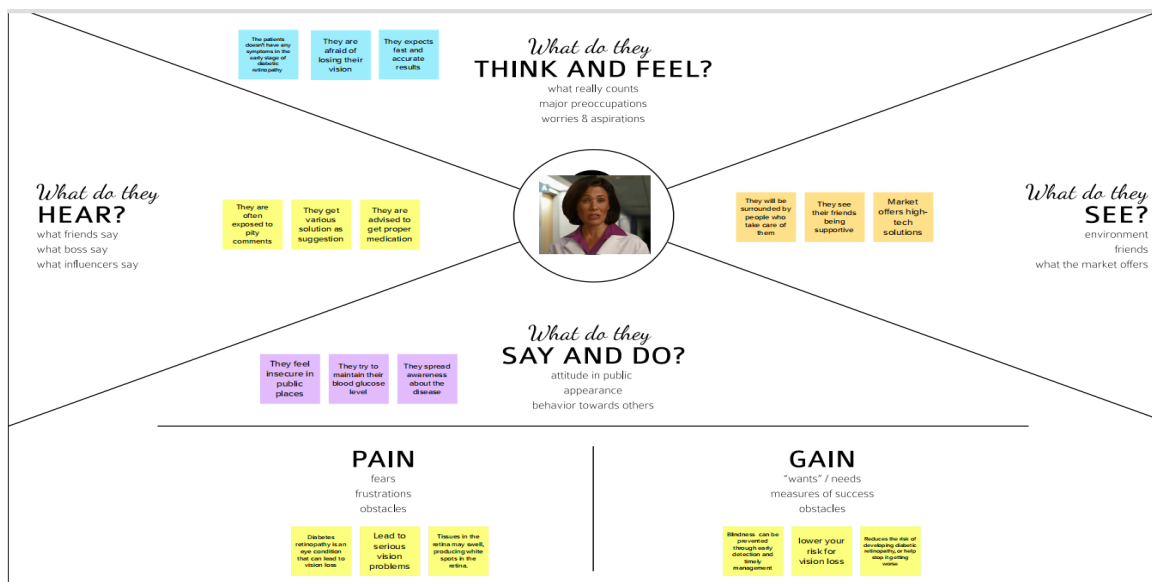 The patients
doesn't have any
symptoms in the
early stage of
diabetic
retinopathy
They are
afraid of
losing their
vision
They expects
fast and
accurate
results
What do they
THINK AND FEEL?
what really counts
major preoccupations
worries & aspirations
What do they
HEAR?
what friends say
what boss say
what influencers say
They are
often
exposed to
pity
comments
They get
various
solution as
suggestion
They are
advised to
get proper
medication
They will be
surrounded by
people who
take care of
them
They see
their friends
being
supportive
Market
offers high-
tech
solutions
What do they
SEE?
environment
friends
what the market offers
What do they
SAY AND DO?
attitude in public
appearance
behavior towards others
They feel
insecure in
public
places
They try to
maintain their
blood glucose
level
They spread
awareness
about the
disease
PAIN
fears
frustrations
obstacles
Diabetes
retinopathy is an
eye condition
that can lead to
vision loss
Lead to
serious
vision
problems
Tissues in the
retina may swell,
producing white
spots in the
retina.
GAIN
"wants" / needs
measures of success
obstacles
Blindness can be
prevented
through early
detection and
timely
management
lower your
risk for
vision loss
Reduces the risk of
developing diabetic
retinopathy, or help
stop it getting
worse